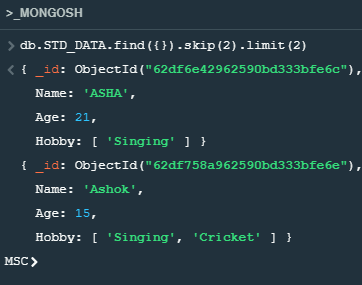 >_MONGOSH
> db.STD_DATA.find({}).skip(2).limit(2)
< { _id: ObjectId("62df6e42962590bd333bfe6c"),
Name: 'ASHA',
Age: 21,
Hobby: [ 'Singing' ] }
{ _id: ObjectId("62df758a962590bd333bfe6e"),
Name: 'Ashok',
Age: 15,
Hobby: [ 'Singing', 'Cricket' ] }
MSC>